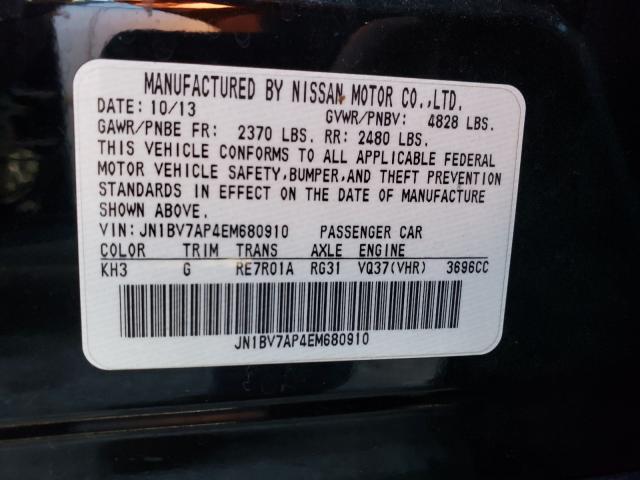 MANUFACTURED BY NISSAN MOTOR CO.,LTD.
DATE: 10/13 GVWR/PNBV: 4828 LBS.
GAWR/PNBE FR: 2370 LBS. RR: 2480 LBS.
THIS VEHICLE CONFORMS TO ALL APPLICABLE FEDERAL
MOTOR VEHICLE SAFETY,BUMPER,AND THEFT PREVENTION
STANDARDS IN EFFECT ON THE DATE OF MANUFACTURE
SHOWN ABOVE.
VIN:JN1BV7AP4EM680910 PASSENGER CAR
COLOR TRIM TRANS AXLE ENGINE
KH3 G RE7R01A RG31 VQ37(VHR) 3696CC
JN1BV7AP4EM680910